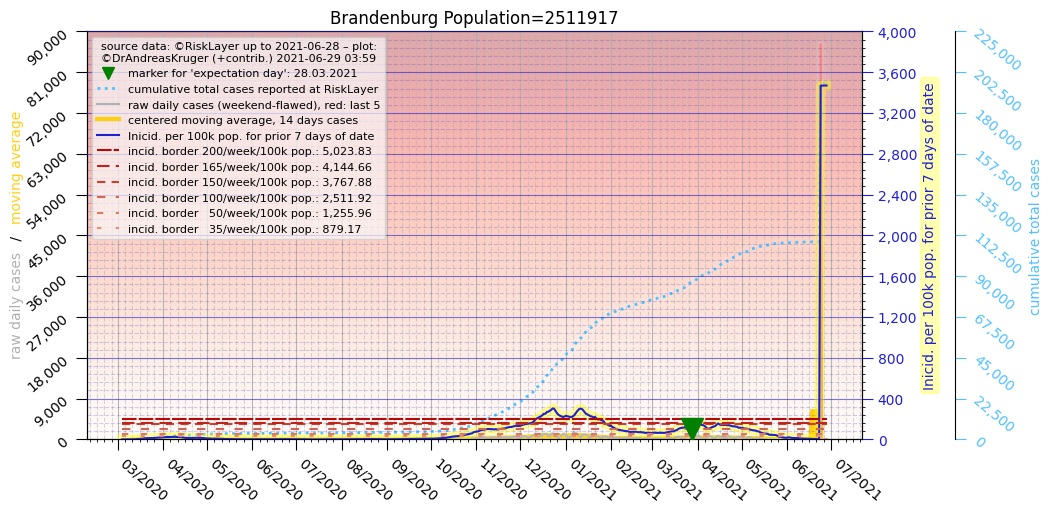 Brandenburg Population=2511917
source data: ©RiskLayer up to 2021-06-28 – plot:
©DrAndreasKruger (+contrib.) 2021-06-29 03:59
marker for 'expectation day': 28.03.2021
cumulative total cases reported at RiskLayer
raw daily cases (weekend-flawed), red: last 5
centered moving average, 14 days cases
Inicid. per 100k pop. for prior 7 days of date
incid. border 200/week/100k pop.: 5,023.83
incid. border 165/week/100k pop.: 4,144.66
incid. border 150/week/100k pop.: 3,767.88
incid. border 100/week/100k pop.: 2,511.92
incid. border 50/week/100k pop.: 1,255.96
incid. border 35/week/100k pop.: 879.17
raw daily cases / moving average
90,000
81,000
72,000
63,000
54,000
45,000
36,000
27,000
18,000
9,000
0
4,000
3,600
3,200
2,800
2,400
2,000
1,600
1,200
800
400
0
Inicid. per 100k pop. for prior 7 days of date
225,000
202,500
180,000
157,500
135,000
112,500
90,000
67,500
45,000
22,500
0
cumulative total cases
03/2020
04/2020
05/2020
06/2020
07/2020
08/2020
09/2020
10/2020
11/2020
12/2020
01/2021
02/2021
03/2021
04/2021
05/2021
06/2021
07/2021